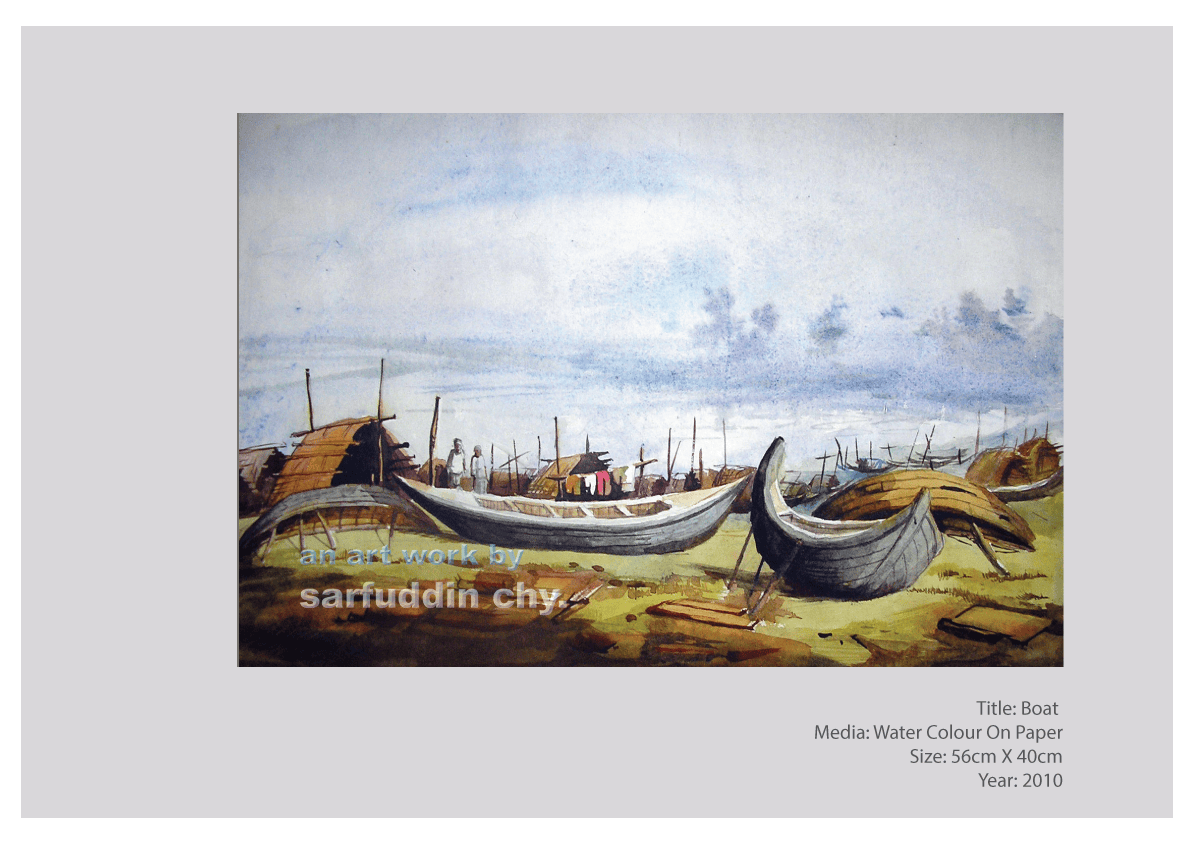 an art work by
sarfuddin chy.
Title: Boat
Media: Water Colour On Paper
Size: 56cm X 40cm
Year: 2010